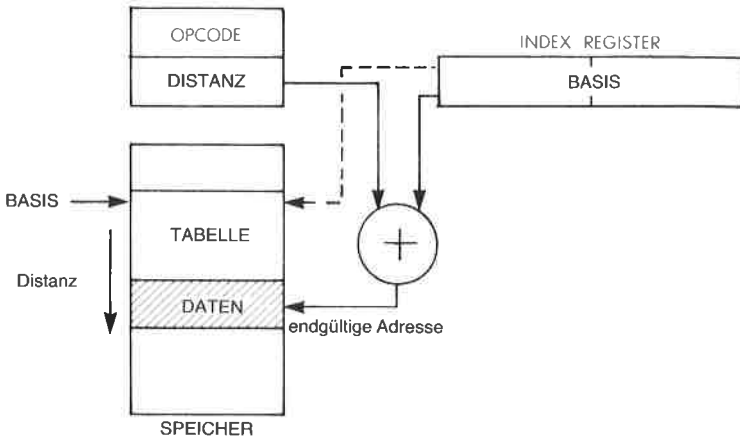 OPCODE
INDEX REGISTER
DISTANZ
BASIS
BASIS
TABELLE
Distanz
DATEN
endgültige Adresse
SPEICHER